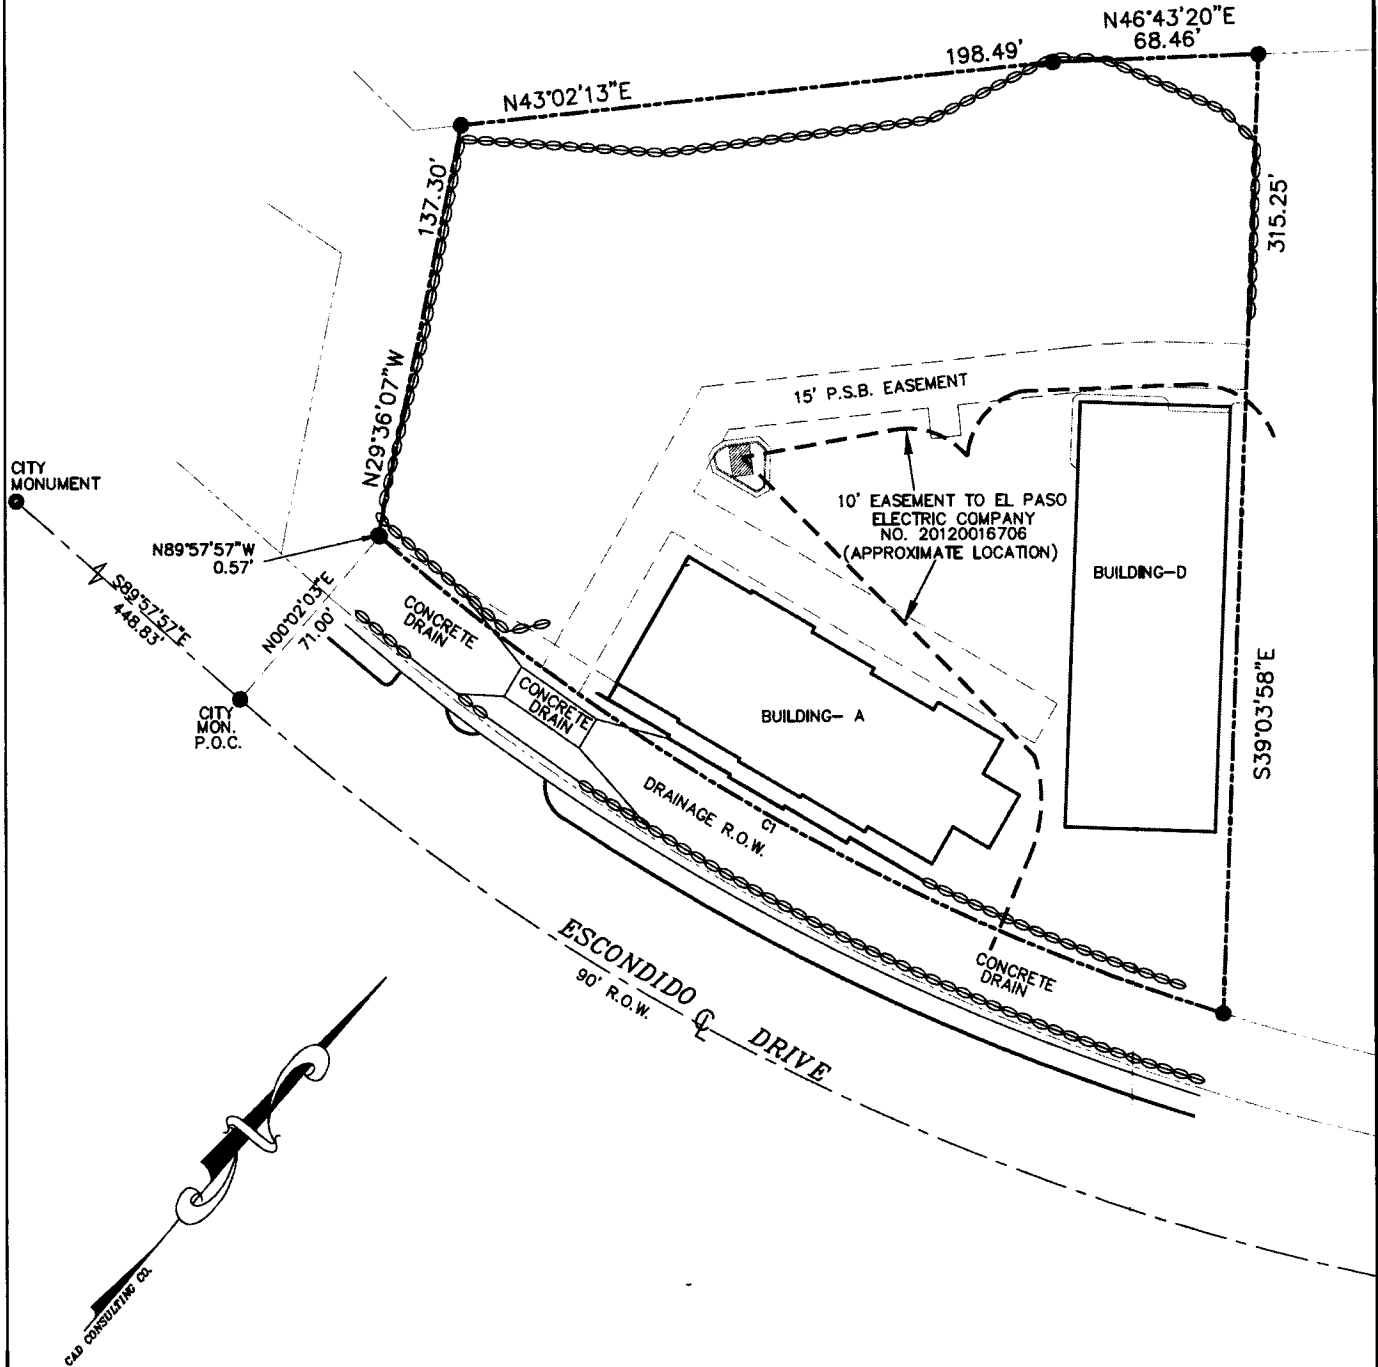 N46°43'20"E
68.46'
198.49'
N43°02'13"E
137.30'
315.25'
N29°36'07"W
15' P.S.B. EASEMENT
CITY
MONUMENT
10' EASEMENT TO EL PASO
ELECTRIC COMPANY
NO. 20120016706
(APPROXIMATE LOCATION)
N89°57'57"W
0.57'
BUILDING-D
S89°57'57"E
448.83'
N00°02'03"E
71.00'
CONCRETE
DRAIN
CONCRETE
DRAIN
CITY
MON.
P.O.C.
BUILDING- A
S39°03'58"E
DRAINAGE R.O.W.
C1
ESCONDIDO DRIVE
90' R.O.W.
CL
CONCRETE
DRAIN
CAD CONSULTING CO.